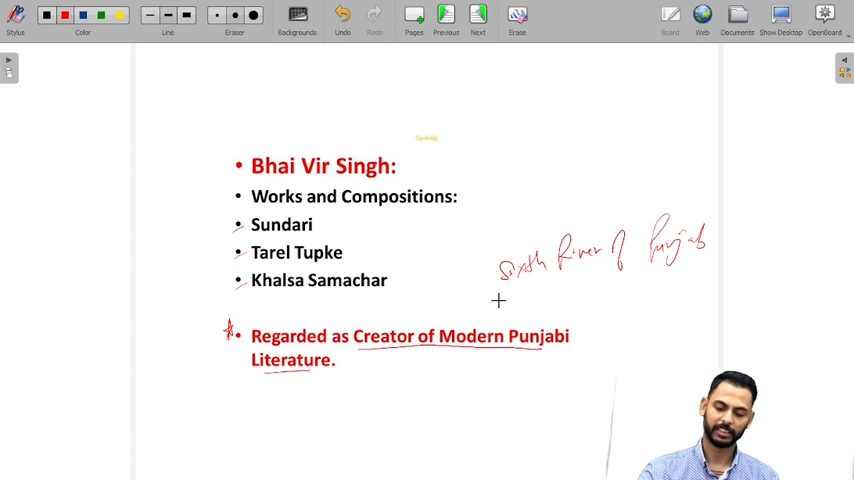 Stylus
Color
Line
Eraser
Backgrounds
Undo
Redo
Pages
Previous
Next
Erase
Board
Web
Documents
Show Desktop
OpenBoard
Sankalp
• Bhai Vir Singh:
• Works and Compositions:
• Sundari
• Tarel Tupke
• Khalsa Samachar
Sixth River of Punjab
• Regarded as Creator of Modern Punjabi
Literature.